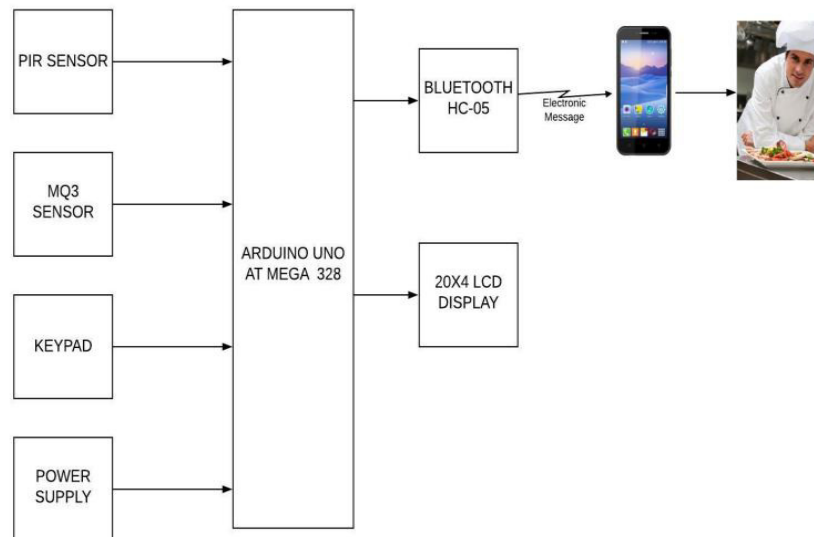 PIR SENSOR
MQ3
SENSOR
KEYPAD
POWER
SUPPLY
ARDUINO UNO
AT MEGA 328
BLUETOOTH
HC-05
20X4 LCD
DISPLAY
Electronic
Message